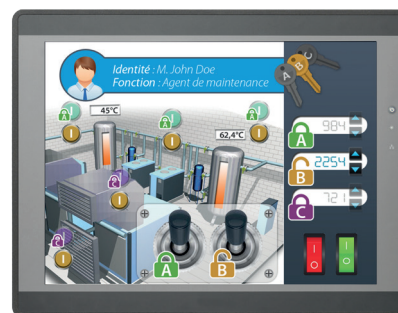 Identité : M. John Doe
Fonction : Agent de maintenance
A B C
A
45°C
A
A
I
I
I
62,4°C
984
A
2254
B
721
C
C
I
C
I
A
B
I
O
I
O